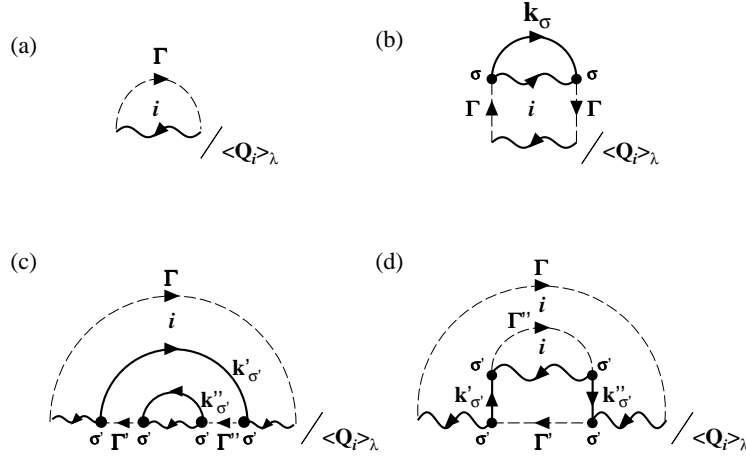 (a)
Γ
i
/<Q_i>_λ
(b)
k_σ
σ σ
Γ i Γ
/<Q_i>_λ
(c)
Γ
i
k'_σ'
k''_σ'
σ' Γ' σ' σ' Γ'' σ'
/<Q_i>_λ
(d)
Γ
i
Γ''
i
σ' σ'
k'_σ' k''_σ'
σ' Γ' σ'
/<Q_i>_λ